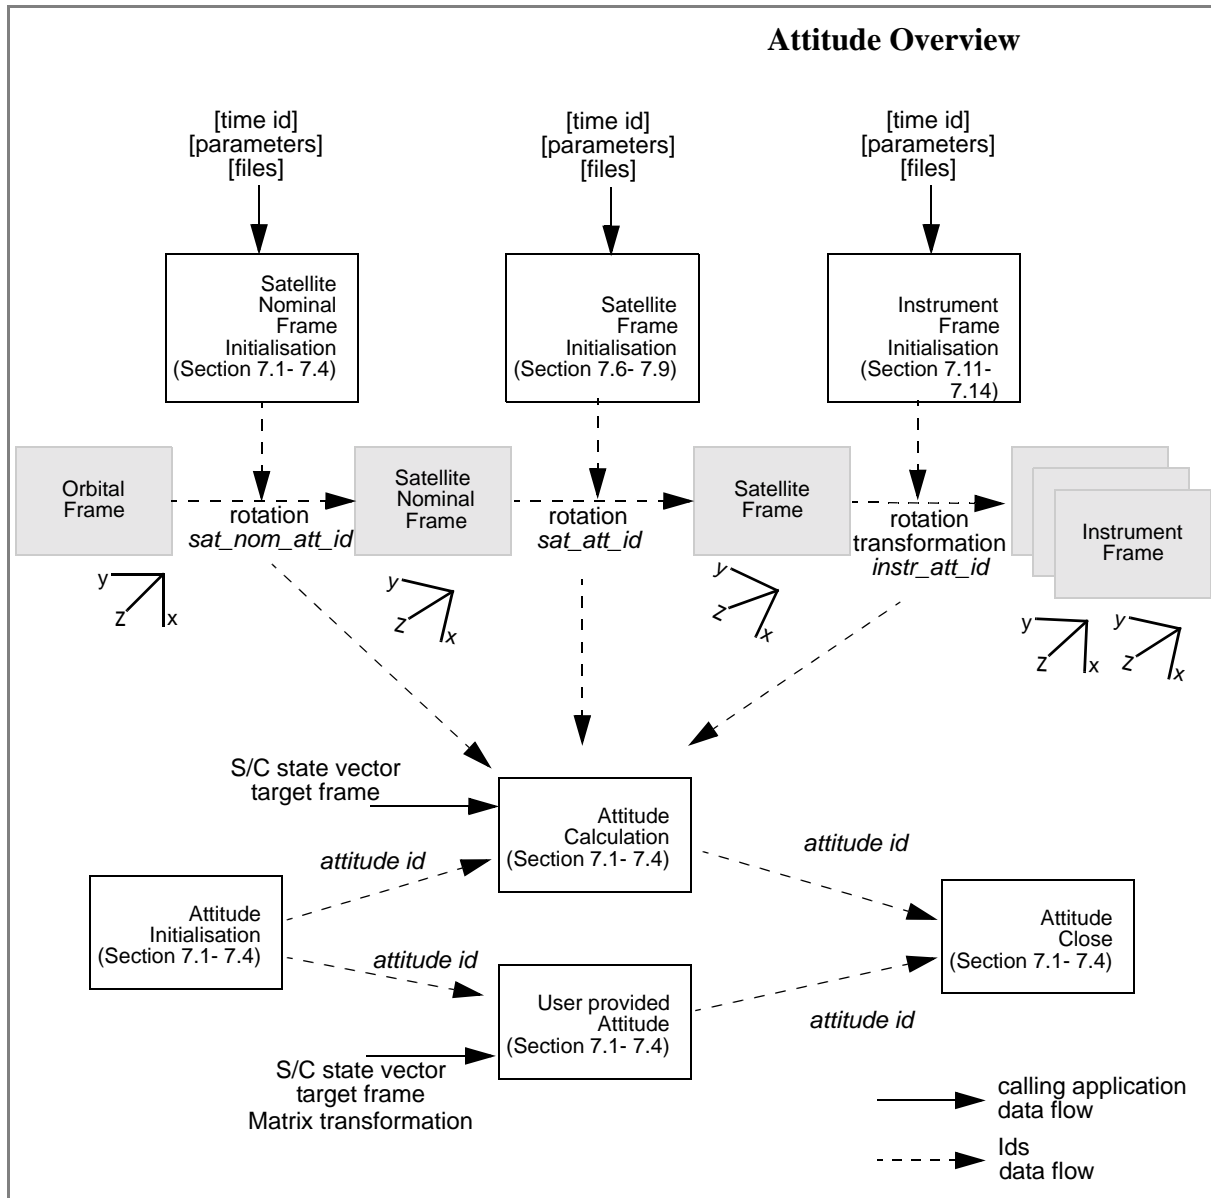 Attitude Overview
[time id]
[parameters]
[files]
[time id]
[parameters]
[files]
[time id]
[parameters]
[files]
Satellite
Nominal
Frame
Initialisation
(Section 7.1- 7.4)
Satellite
Frame
Initialisation
(Section 7.6- 7.9)
Instrument
Frame
Initialisation
(Section 7.11-
7.14)
Orbital
Frame
rotation
sat_nom_att_id
Satellite
Nominal
Frame
rotation
sat_att_id
Satellite
Frame
rotation
transformation
instr_att_id
Instrument
Frame
y
z
x
y
z
x
y
z
x
y
z
x
y
z
x
S/C state vector
target frame
Attitude
Calculation
(Section 7.1- 7.4)
attitude id
attitude id
Attitude
Initialisation
(Section 7.1- 7.4)
attitude id
Attitude
Close
(Section 7.1- 7.4)
User provided
Attitude
(Section 7.1- 7.4)
attitude id
S/C state vector
target frame
Matrix transformation
calling application
data flow
Ids
data flow